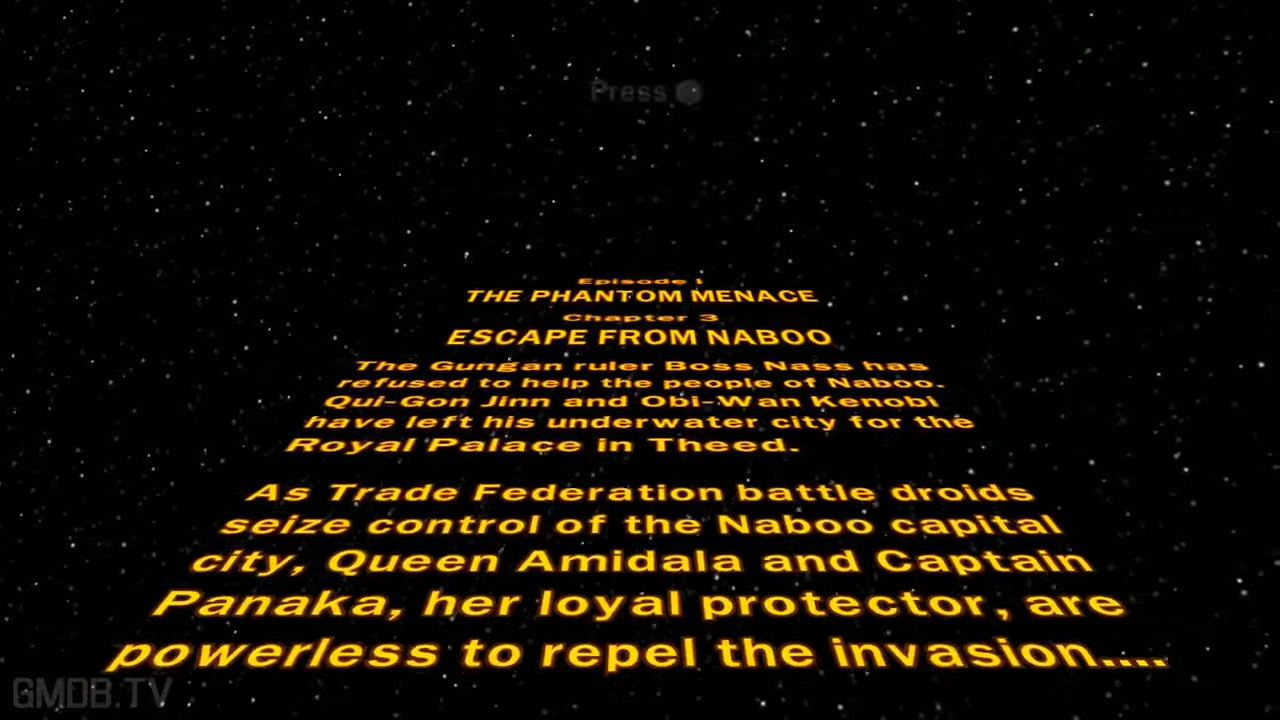 Press
Episode I
THE PHANTOM MENACE
Chapter 3
ESCAPE FROM NABOO
The Gungan ruler Boss Nass has
refused to help the people of Naboo.
Qui-Gon Jinn and Obi-Wan Kenobi
have left his underwater city for the
Royal Palace in Theed.
As Trade Federation battle droids
seize control of the Naboo capital
city, Queen Amidala and Captain
Panaka, her loyal protector, are
powerless to repel the invasion....
GMDB.TV